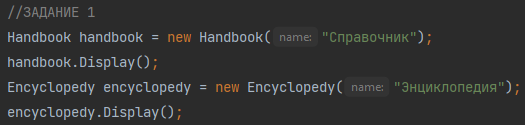 //ЗАДАНИЕ 1
Handbook handbook = new Handbook( name: "Справочник");
handbook.Display();
Encyclopedy encyclopedy = new Encyclopedy( name: "Энциклопедия");
encyclopedy.Display();